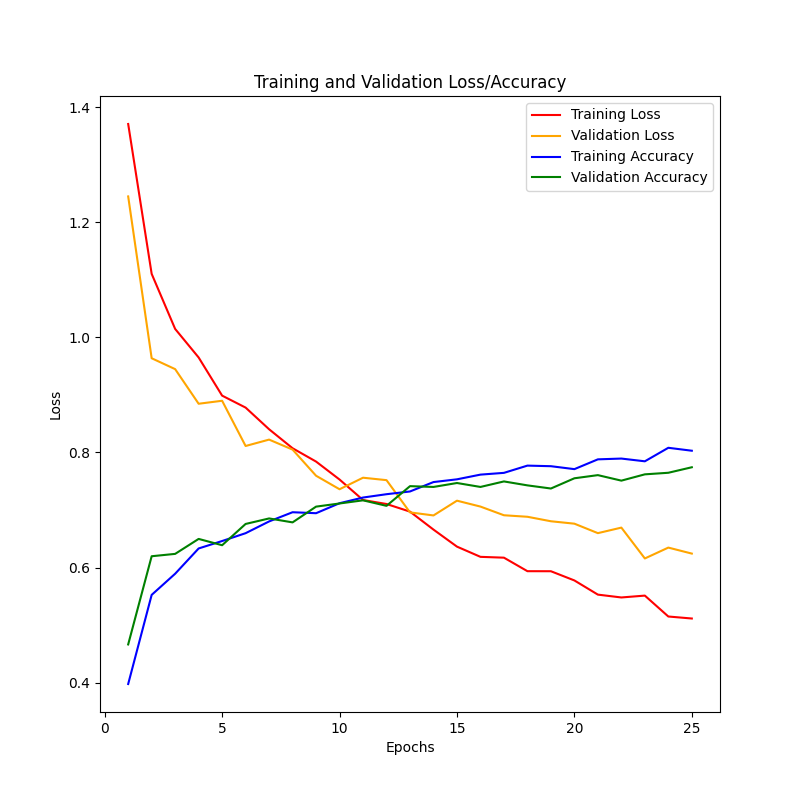 Training and Validation Loss/Accuracy
Training Loss
Validation Loss
Training Accuracy
Validation Accuracy
Loss
1.4
1.2
1.0
0.8
0.6
0.4
0 5 10 15 20 25
Epochs